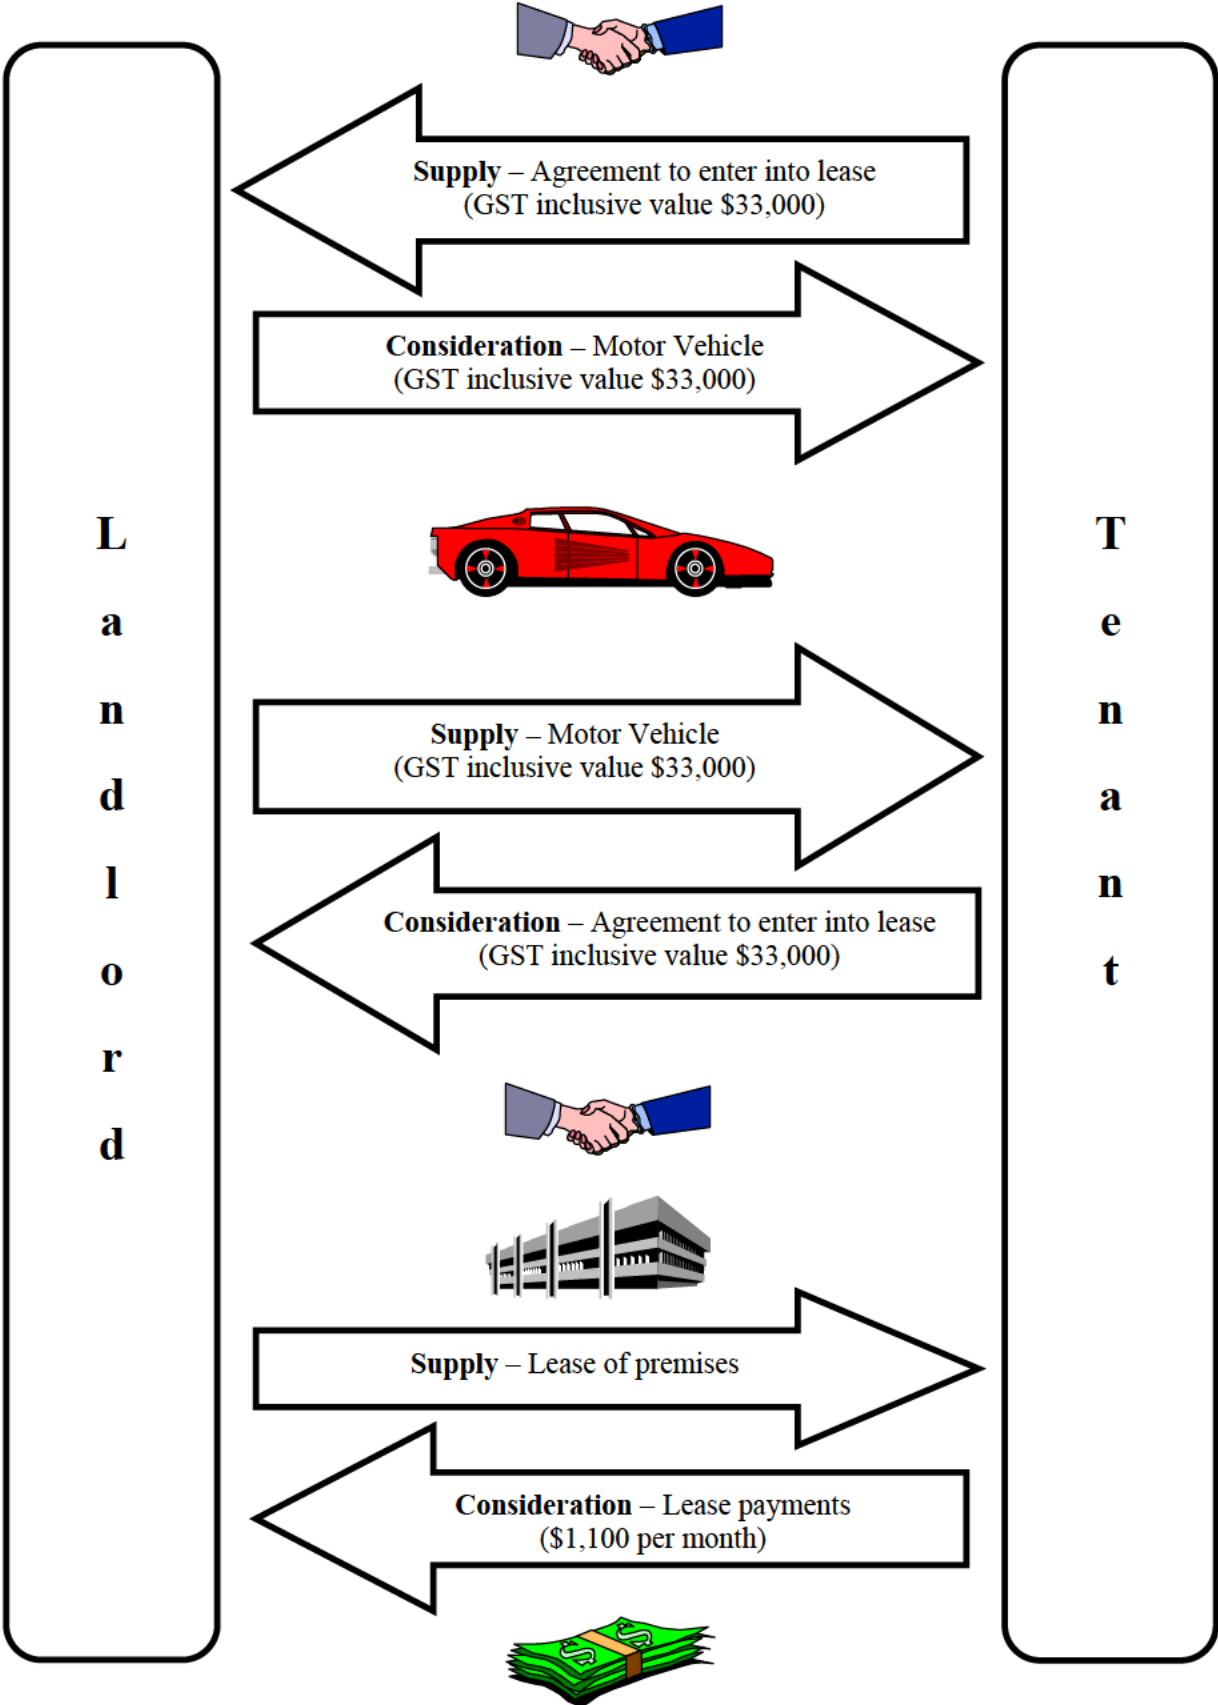 Supply – Agreement to enter into lease
(GST inclusive value $33,000)
Consideration – Motor Vehicle
(GST inclusive value $33,000)
Landlord
Tenant
Supply – Motor Vehicle
(GST inclusive value $33,000)
Consideration – Agreement to enter into lease
(GST inclusive value $33,000)
Supply – Lease of premises
Consideration – Lease payments
($1,100 per month)
$ $